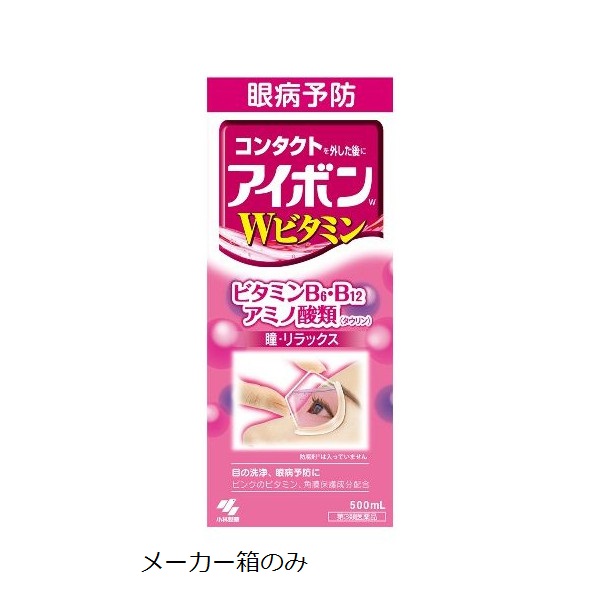 眼病予防
コンタクトを外した後に
アイボンW
Wビタミン
ビタミンB6・B12
アミノ酸類(タウリン)
瞳・リラックス
防腐剤*は入っていません
目の洗浄、眼病予防に
ピンクのビタミン、角膜保護成分配合
小林製薬
500mL
第3類医薬品
メーカー箱のみ